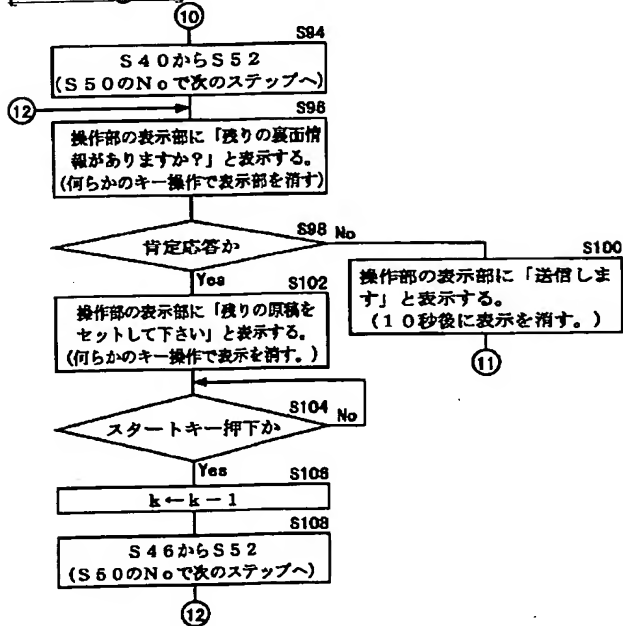 10
S94
S40からS52
(S50のNoで次のステップへ)
12
S96
操作部の表示部に「残りの裏面情
報がありますか?」と表示する。
(何らかのキー操作で表示部を消す)
S98 No
肯定応答か
Yes
S100
操作部の表示部に「送信しま
す」と表示する。
(10秒後に表示を消す。)
11
S102
操作部の表示部に「残りの原稿を
セットして下さい」と表示する。
(何らかのキー操作で表示を消す。)
S104 No
スタートキー押下か
Yes
S106
k←k-1
S108
S46からS52
(S50のNoで次のステップへ)
12